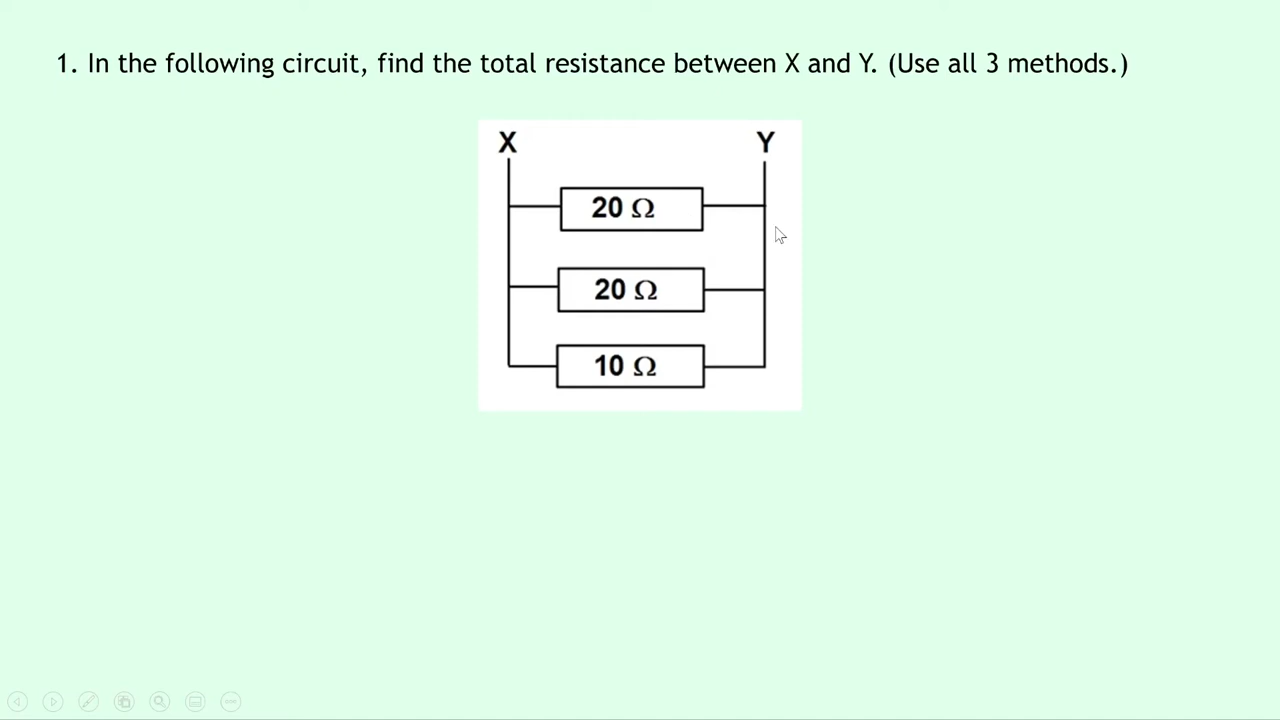 1. In the following circuit, find the total resistance between X and Y. (Use all 3 methods.)
X Y
20 Ω
20 Ω
10 Ω